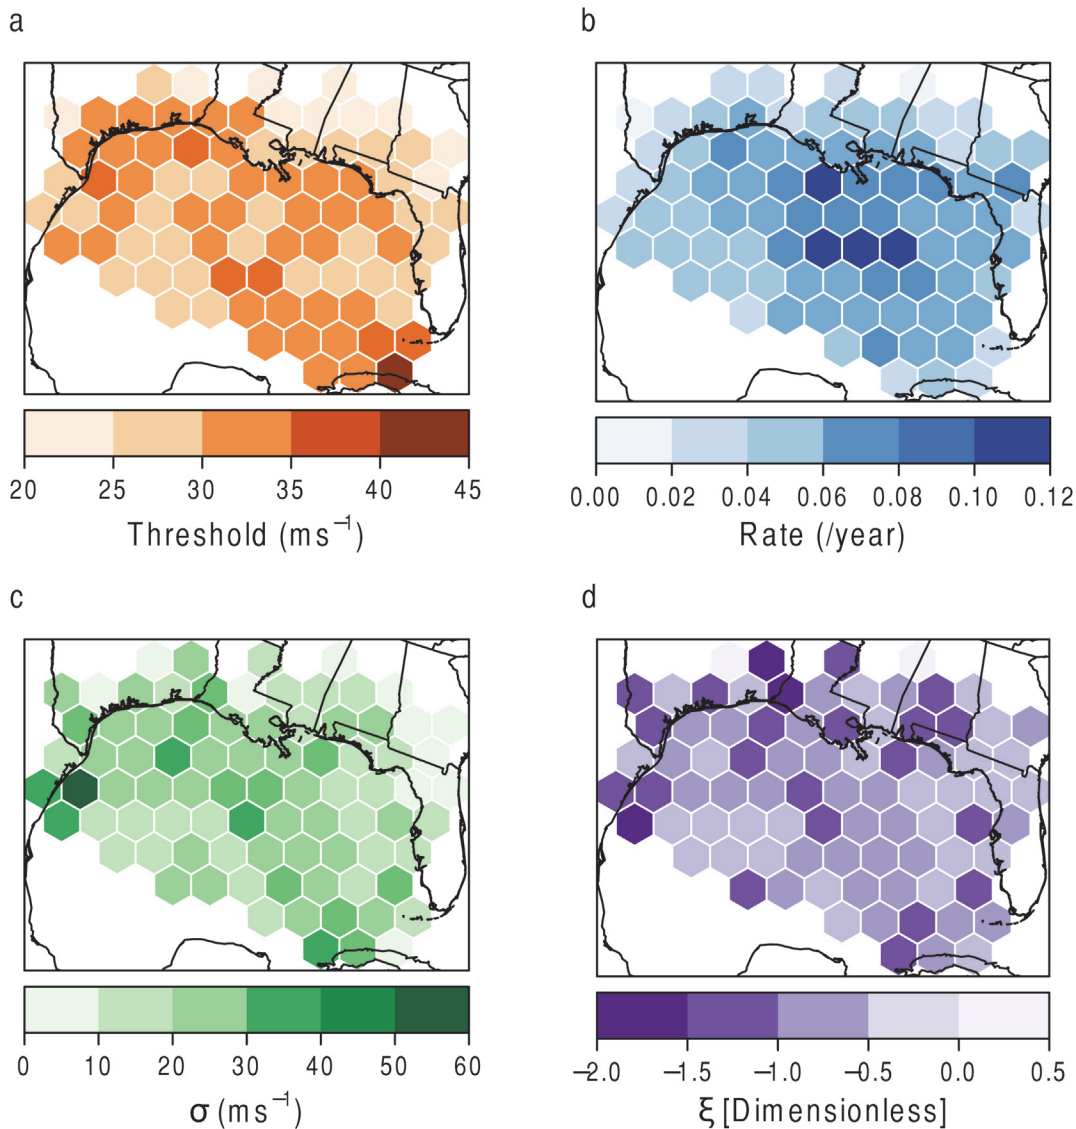 a
b
20 25 30 35 40 45
Threshold (ms⁻¹)
0.00 0.02 0.04 0.06 0.08 0.10 0.12
Rate (/year)
c
d
0 10 20 30 40 50 60
σ (ms⁻¹)
−2.0 −1.5 −1.0 −0.5 0.0 0.5
ξ [Dimensionless]